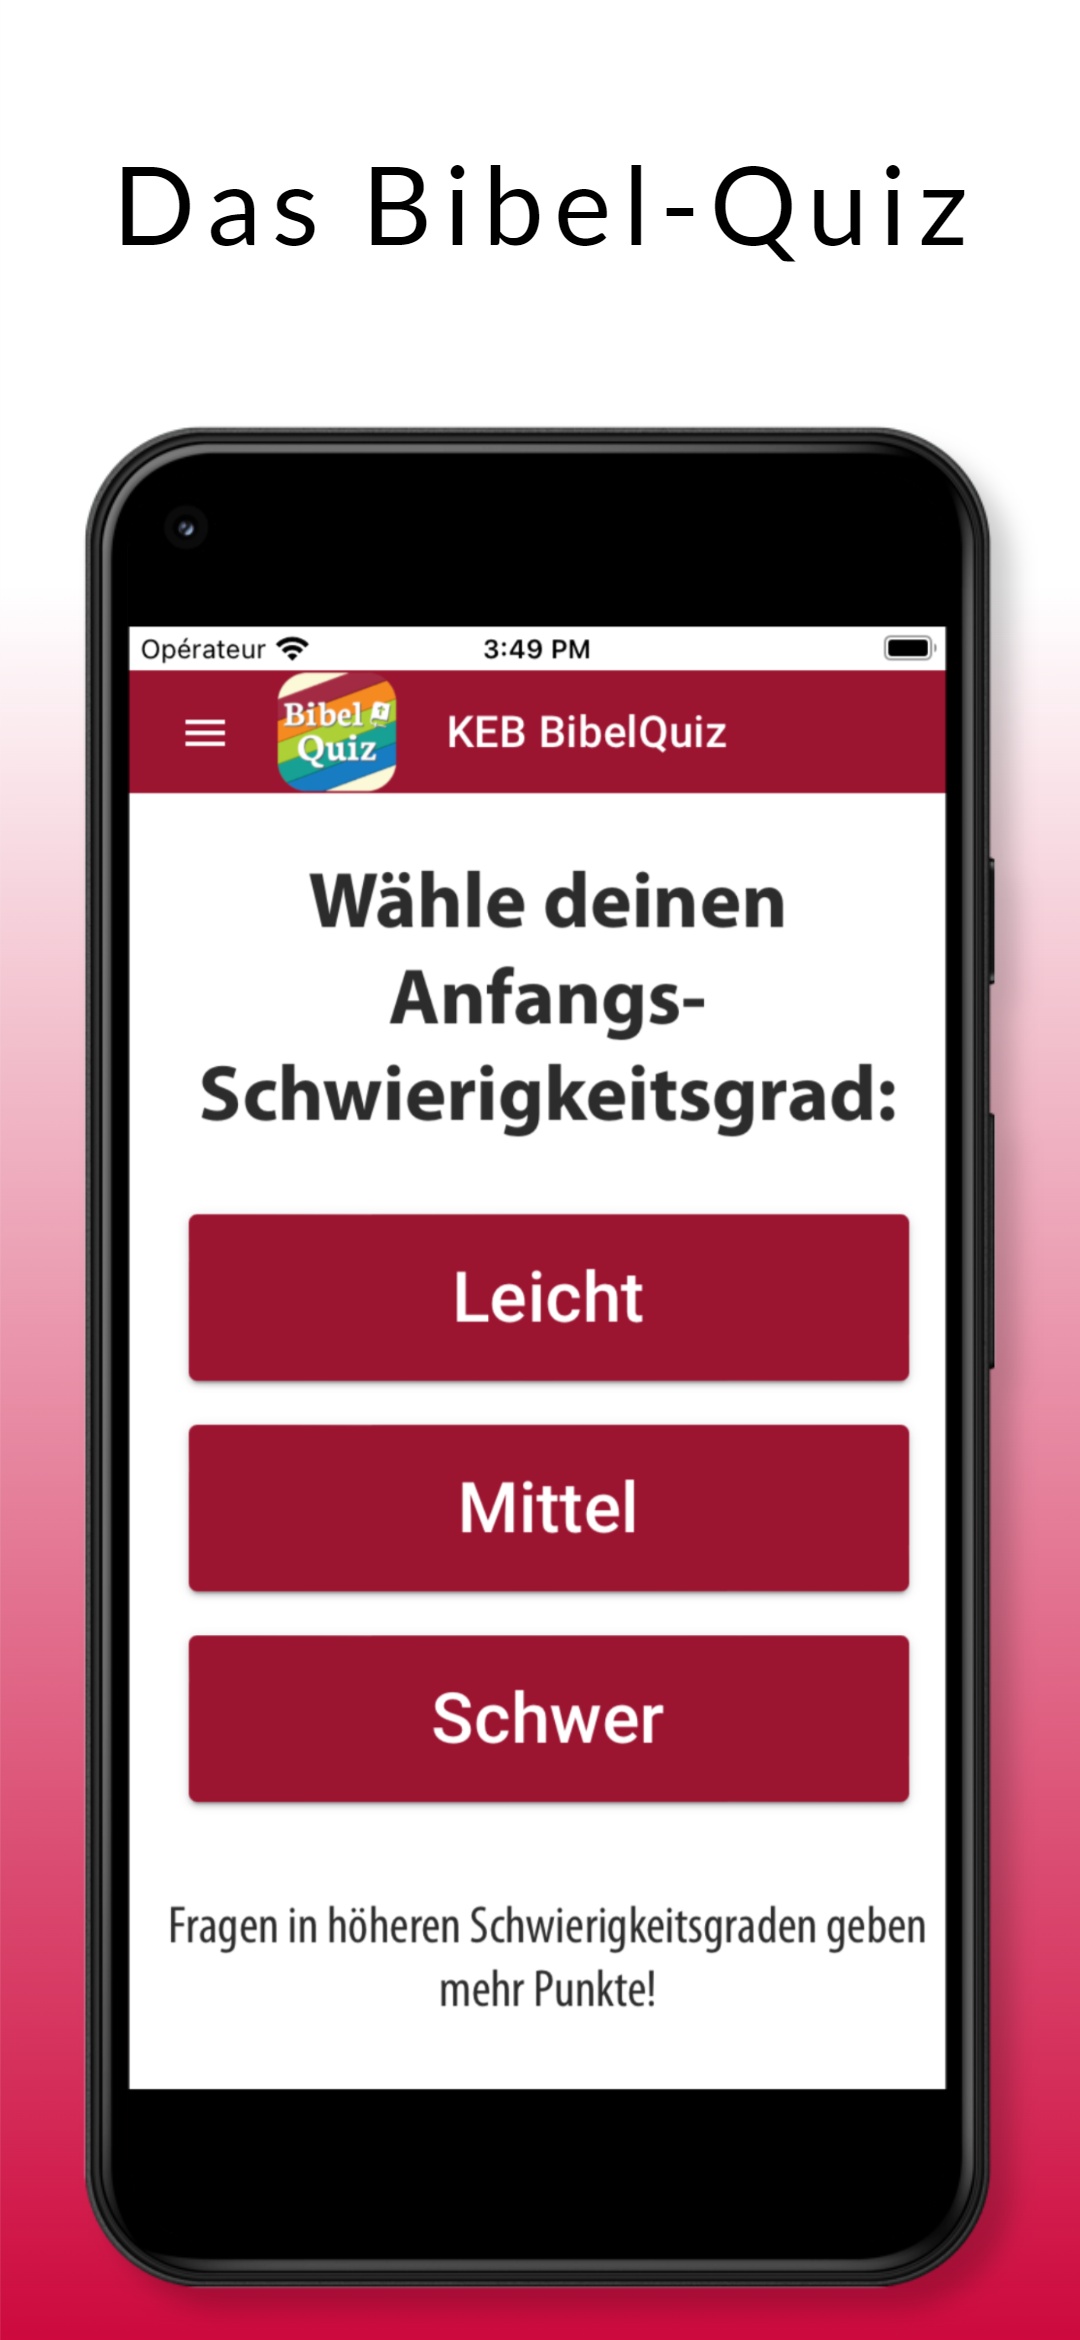 Das Bibel-Quiz
Opérateur
3:49 PM
Bibel
Quiz
KEB BibelQuiz
Wähle deinen
Anfangs-
Schwierigkeitsgrad:
Leicht
Mittel
Schwer
Fragen in höheren Schwierigkeitsgraden geben
mehr Punkte!